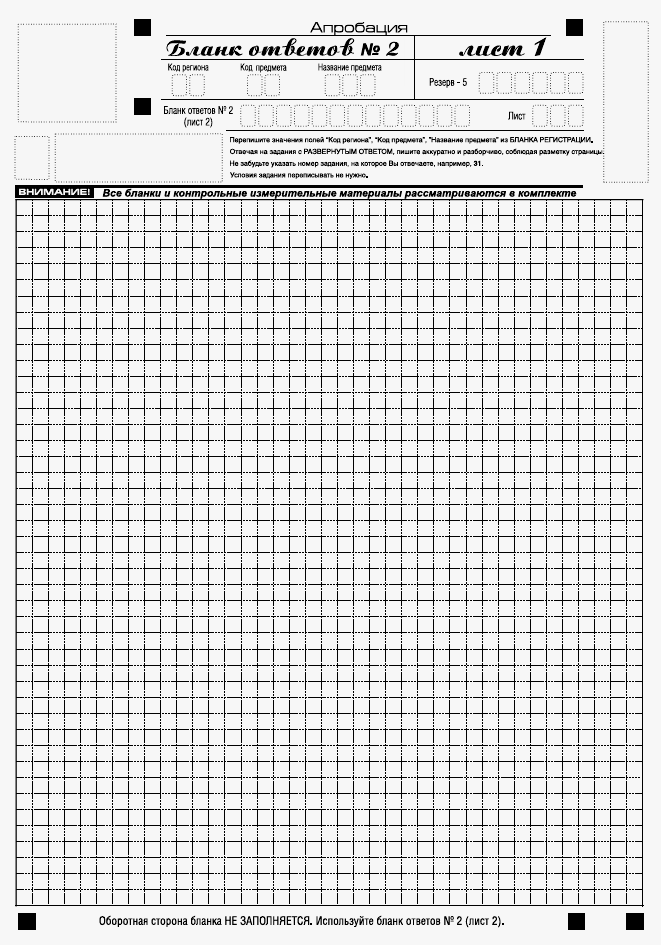 Апробация
Бланк ответов № 2 лист 1
Код региона Код предмета Название предмета
Резерв - 5
Бланк ответов № 2
(лист 2)
Лист
Перепишите значения полей "Код региона", "Код предмета", "Название предмета" из БЛАНКА РЕГИСТРАЦИИ.
Отвечая на задания с РАЗВЕРНУТЫМ ОТВЕТОМ, пишите аккуратно и разборчиво, соблюдая разметку страницы.
Не забудьте указать номер задания, на которое Вы отвечаете, например, 31.
Условия задания переписывать не нужно.
ВНИМАНИЕ! Все бланки и контрольные измерительные материалы рассматриваются в комплекте
Оборотная сторона бланка НЕ ЗАПОЛНЯЕТСЯ. Используйте бланк ответов № 2 (лист 2).